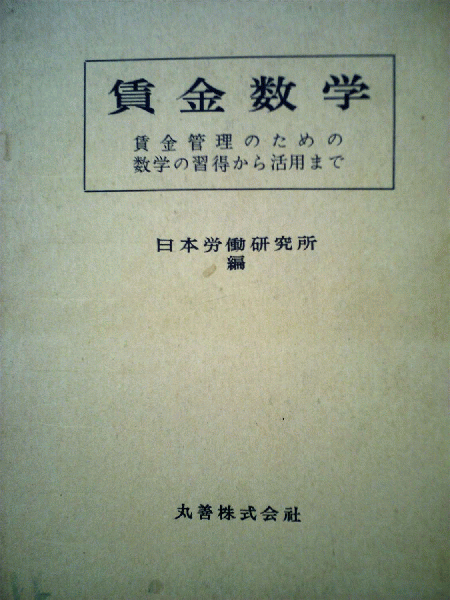 賃金数学
賃金管理のための
数学の習得から活用まで
日本労働研究所
編
丸善株式会社